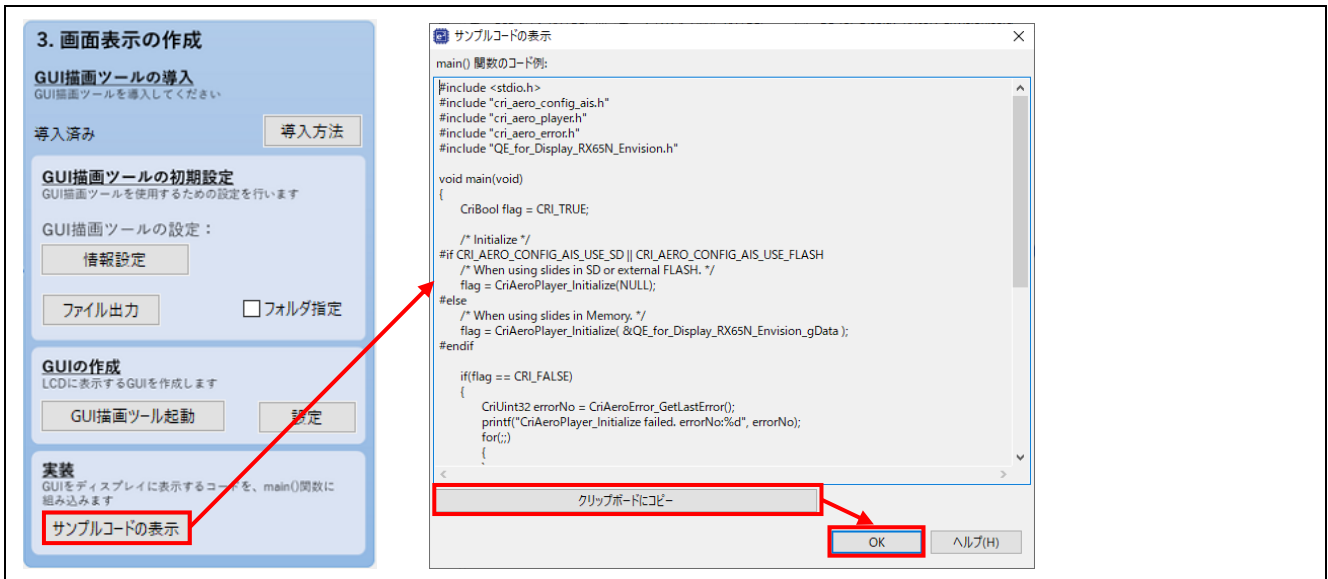 3. 画面表示の作成
GUI描画ツールの導入
GUI描画ツールを導入してください
導入済み
導入方法
GUI描画ツールの初期設定
GUI描画ツールを使用するための設定を行います
GUI描画ツールの設定：
情報設定
ファイル出力
フォルダ指定
GUIの作成
LCDに表示するGUIを作成します
GUI描画ツール起動
設定
実装
GUIをディスプレイに表示するコードを、main()関数に
組み込みます
サンプルコードの表示
サンプルコードの表示
main() 関数のコード例:
#include <stdio.h>
#include "cri_aero_config_ais.h"
#include "cri_aero_player.h"
#include "cri_aero_error.h"
#include "QE_for_Display_RX65N_Envision.h"
void main(void)
{
CriBool flag = CRI_TRUE;
/* Initialize */
#if CRI_AERO_CONFIG_AIS_USE_SD || CRI_AERO_CONFIG_AIS_USE_FLASH
/* When using slides in SD or external FLASH. */
flag = CriAeroPlayer_Initialize(NULL);
#else
/* When using slides in Memory. */
flag = CriAeroPlayer_Initialize( &QE_for_Display_RX65N_Envision_gData );
#endif
if(flag == CRI_FALSE)
{
CriUint32 errorNo = CriAeroError_GetLastError();
printf("CriAeroPlayer_Initialize failed. errorNo:%d", errorNo);
for(;;)
{
クリップボードにコピー
OK
ヘルプ(H)